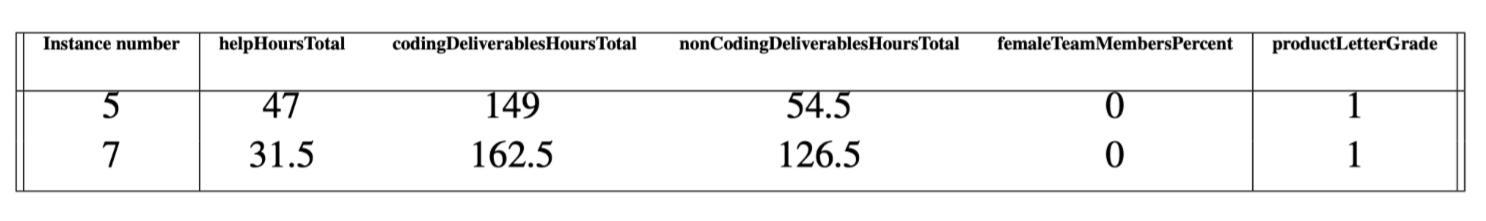 Instance number helpHoursTotal codingDeliverablesHoursTotal nonCodingDeliverablesHoursTotal femaleTeamMembersPercent productLetterGrade
5 47 149 54.5 0 1
7 31.5 162.5 126.5 0 1